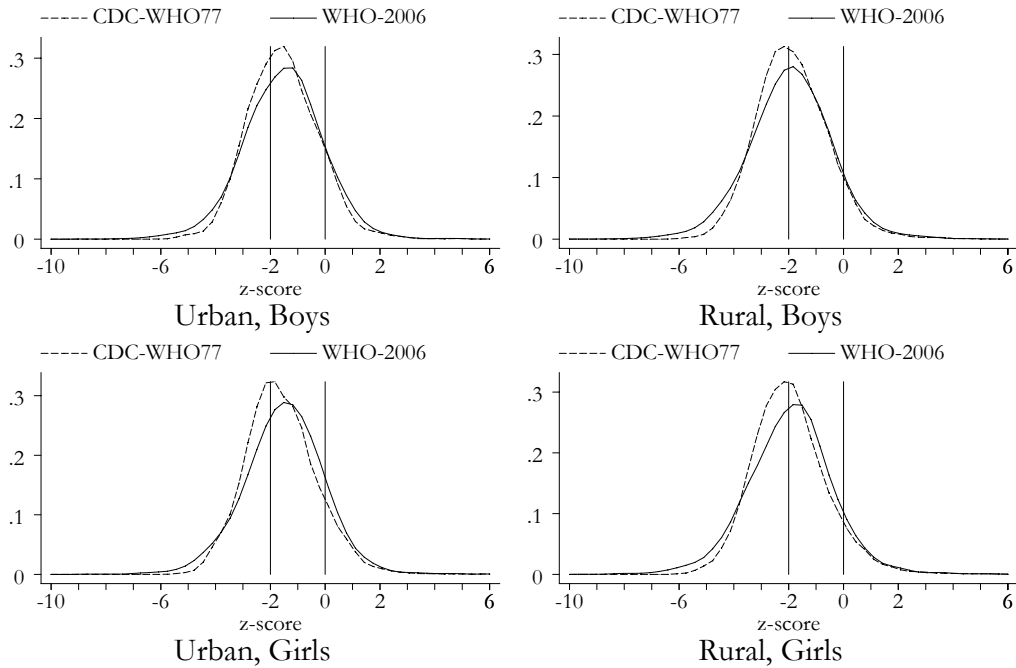 CDC-WHO77 WHO-2006
.3
.2
.1
0
-10 -6 -2 0 2 6
z-score
Urban, Boys
CDC-WHO77 WHO-2006
.3
.2
.1
0
-10 -6 -2 0 2 6
z-score
Rural, Boys
CDC-WHO77 WHO-2006
.3
.2
.1
0
-10 -6 -2 0 2 6
z-score
Urban, Girls
CDC-WHO77 WHO-2006
.3
.2
.1
0
-10 -6 -2 0 2 6
z-score
Rural, Girls